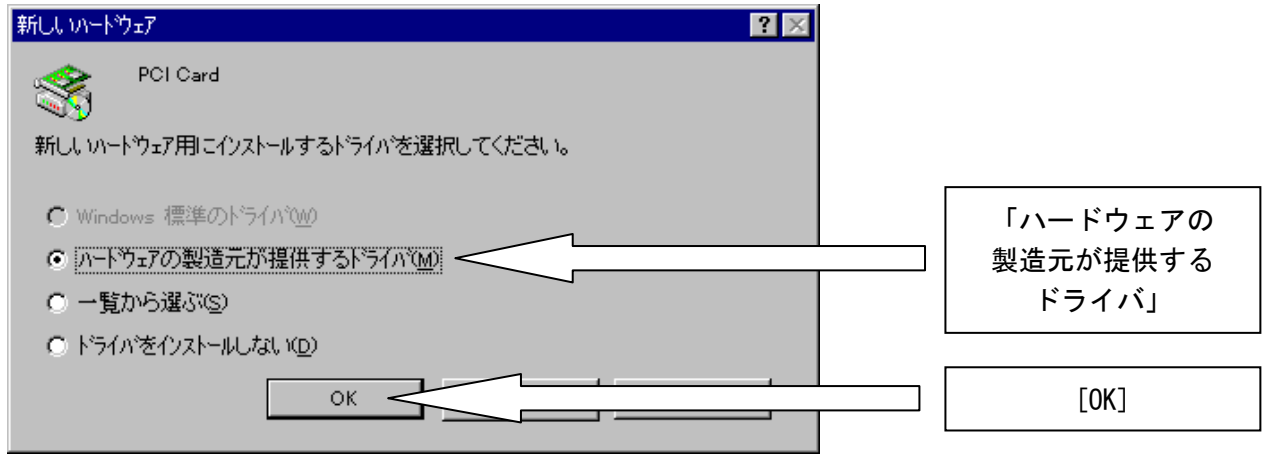 新しいハードウェア
PCI Card
新しいハードウェア用にインストールするドライバを選択してください。
Windows 標準のドライバ(W)
ハードウェアの製造元が提供するドライバ(M)
一覧から選ぶ(S)
ドライバをインストールしない(D)
OK
「ハードウェアの
製造元が提供する
ドライバ」
[OK]